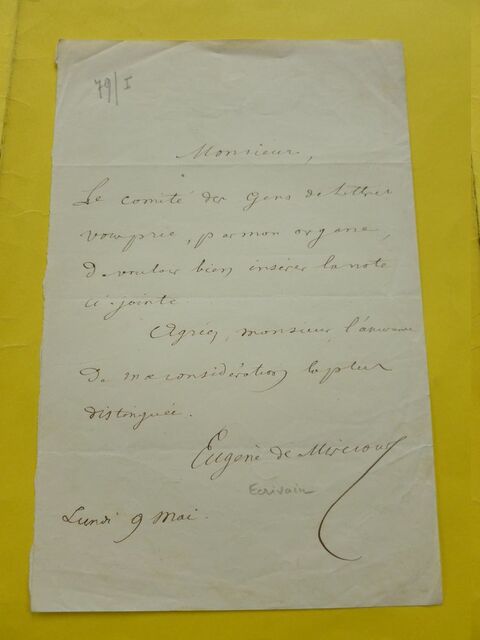 79/I
Monsieur,
Le comité des Gens de Lettres
vous prie, par mon organe,
de vouloir bien insérer la note
ci-jointe.
Agréez, monsieur, l'assurance
De ma considération la plus
distinguée.
Eugène de Mirecourt
Ecrivain
Lundi 9 Mai.